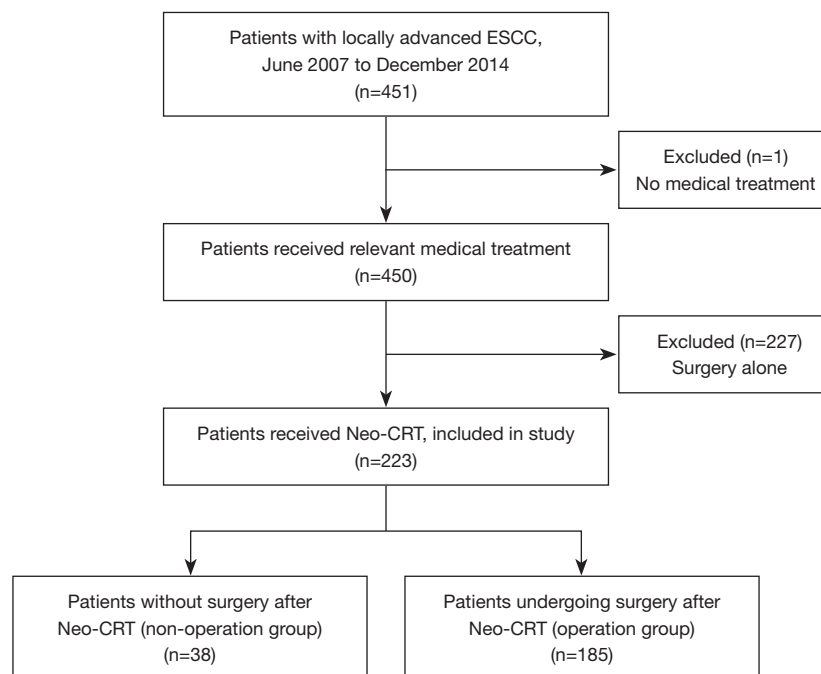 Patients with locally advanced ESCC,
June 2007 to December 2014
(n=451)
Excluded (n=1)
No medical treatment
Patients received relevant medical treatment
(n=450)
Excluded (n=227)
Surgery alone
Patients received Neo-CRT, included in study
(n=223)
Patients without surgery after
Neo-CRT (non-operation group)
(n=38)
Patients undergoing surgery after
Neo-CRT (operation group)
(n=185)